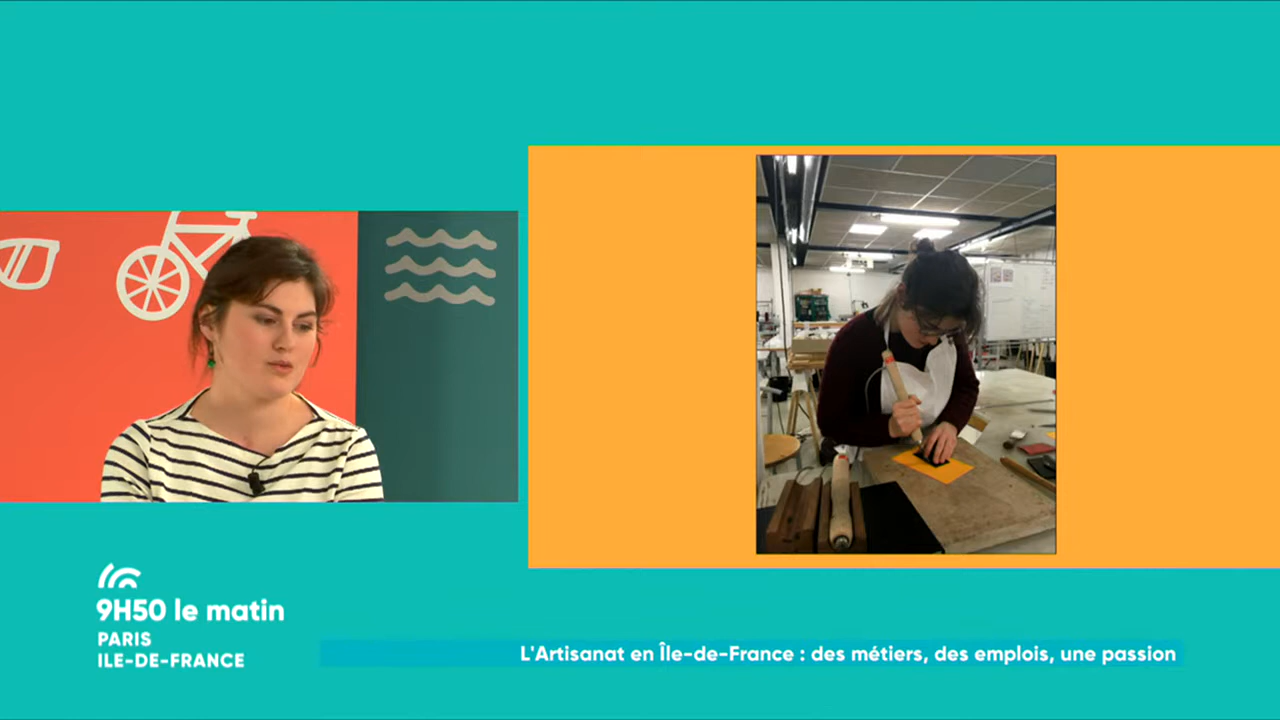 9H50 le matin
PARIS
ILE-DE-FRANCE
L'Artisanat en Île-de-France : des métiers, des emplois, une passion